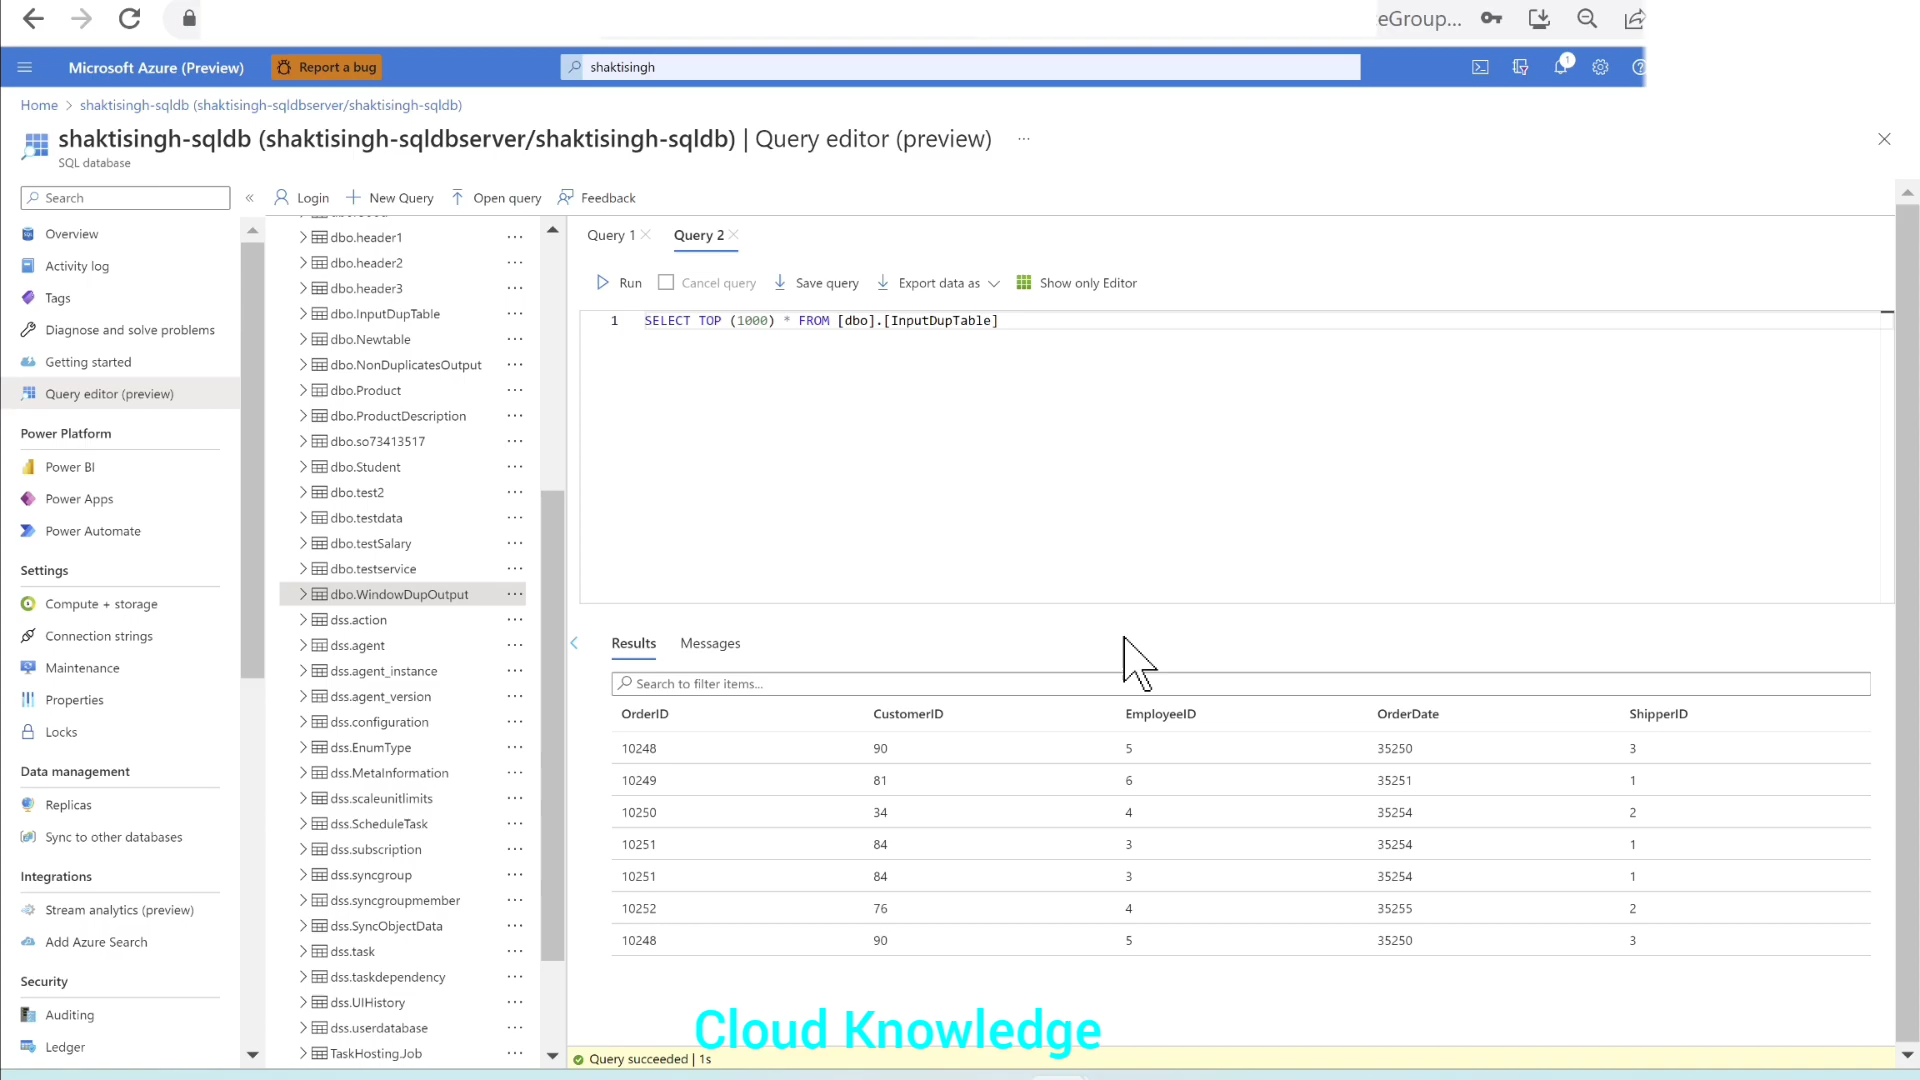 eGroup...
Microsoft Azure (Preview)
Report a bug
shaktisingh
1
Home > shaktisingh-sqldb (shaktisingh-sqldbserver/shaktisingh-sqldb)
shaktisingh-sqldb (shaktisingh-sqldbserver/shaktisingh-sqldb) | Query editor (preview) ...
SQL database
Search
Login
New Query
Open query
Feedback
Overview
Activity log
Tags
Diagnose and solve problems
Getting started
Query editor (preview)
Power Platform
Power BI
Power Apps
Power Automate
Settings
Compute + storage
Connection strings
Maintenance
Properties
Locks
Data management
Replicas
Sync to other databases
Integrations
Stream analytics (preview)
Add Azure Search
Security
Auditing
Ledger
dbo.header1
dbo.header2
dbo.header3
dbo.InputDupTable
dbo.Newtable
dbo.NonDuplicatesOutput
dbo.Product
dbo.ProductDescription
dbo.so73413517
dbo.Student
dbo.test2
dbo.testdata
dbo.testSalary
dbo.testservice
dbo.WindowDupOutput
dss.action
dss.agent
dss.agent_instance
dss.agent_version
dss.configuration
dss.EnumType
dss.MetaInformation
dss.scaleunitlimits
dss.ScheduleTask
dss.subscription
dss.syncgroup
dss.syncgroupmember
dss.SyncObjectData
dss.task
dss.taskdependency
dss.UIHistory
dss.userdatabase
TaskHosting.Job
Query 1
Query 2
Run
Cancel query
Save query
Export data as
Show only Editor
1 SELECT TOP (1000) * FROM [dbo].[InputDupTable]
Results
Messages
Search to filter items...
OrderID CustomerID EmployeeID OrderDate ShipperID
10248 90 5 35250 3
10249 81 6 35251 1
10250 34 4 35254 2
10251 84 3 35254 1
10251 84 3 35254 1
10252 76 4 35255 2
10248 90 5 35250 3
Cloud Knowledge
Query succeeded | 1s